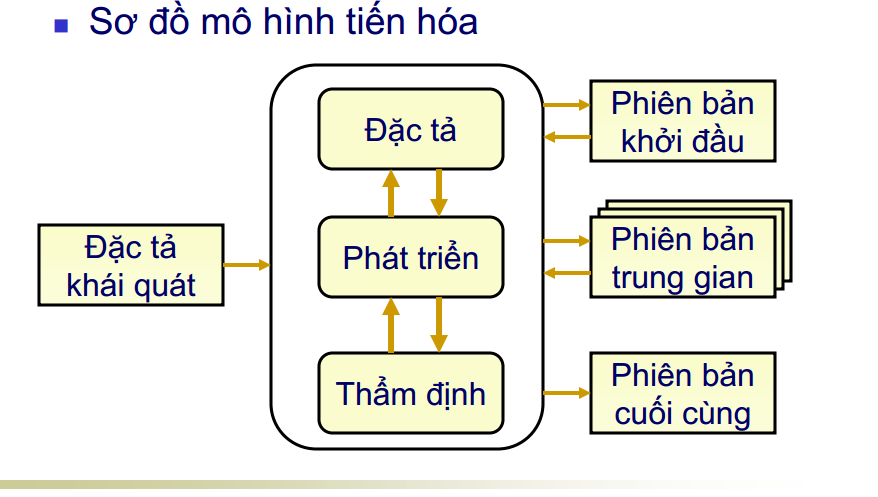 Sơ đồ mô hình tiến hóa
Đặc tả
khái quát
Đặc tả
Phát triển
Thẩm định
Phiên bản
khởi đầu
Phiên bản
trung gian
Phiên bản
cuối cùng